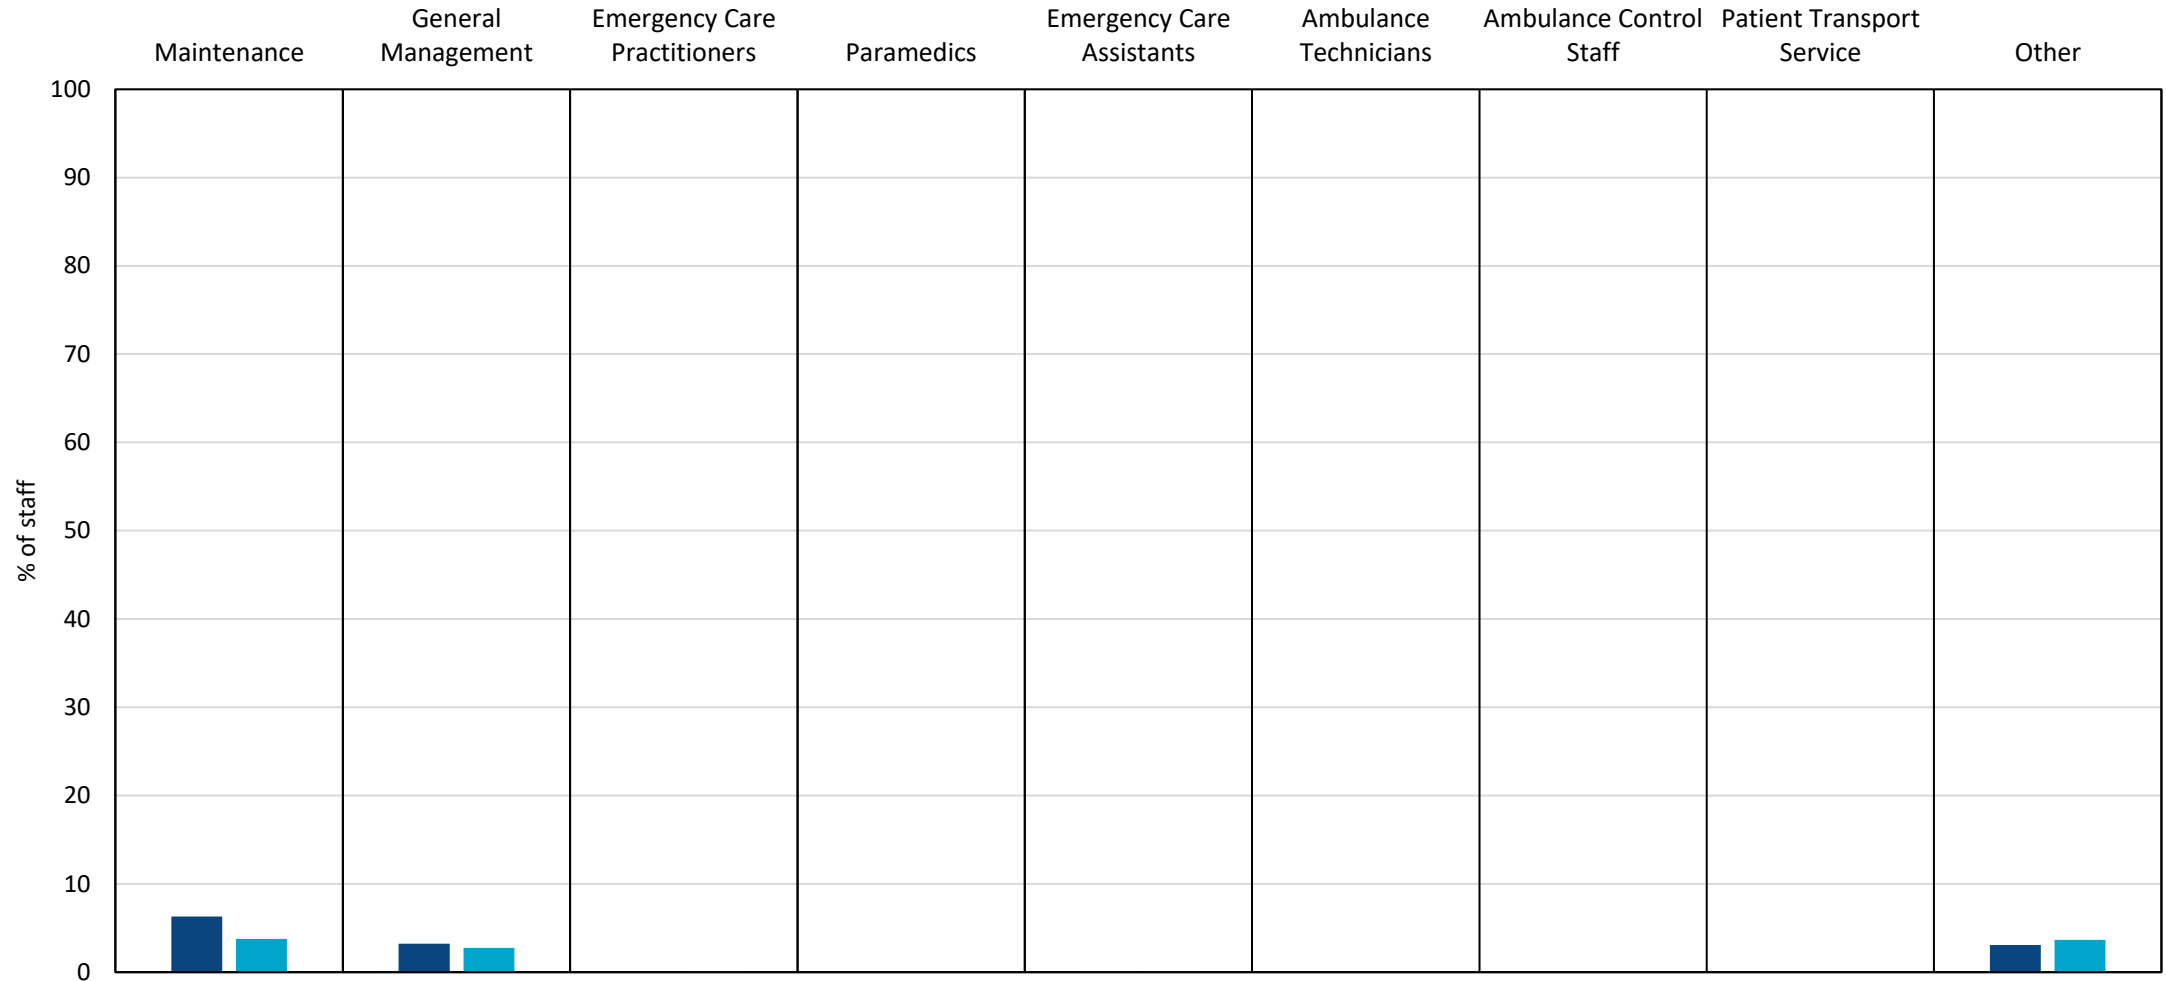 Maintenance
General
Management
Emergency Care
Practitioners
Paramedics
Emergency Care
Assistants
Ambulance
Technicians
Ambulance Control
Staff
Patient Transport
Service
Other
% of staff
100
90
80
70
60
50
40
30
20
10
0